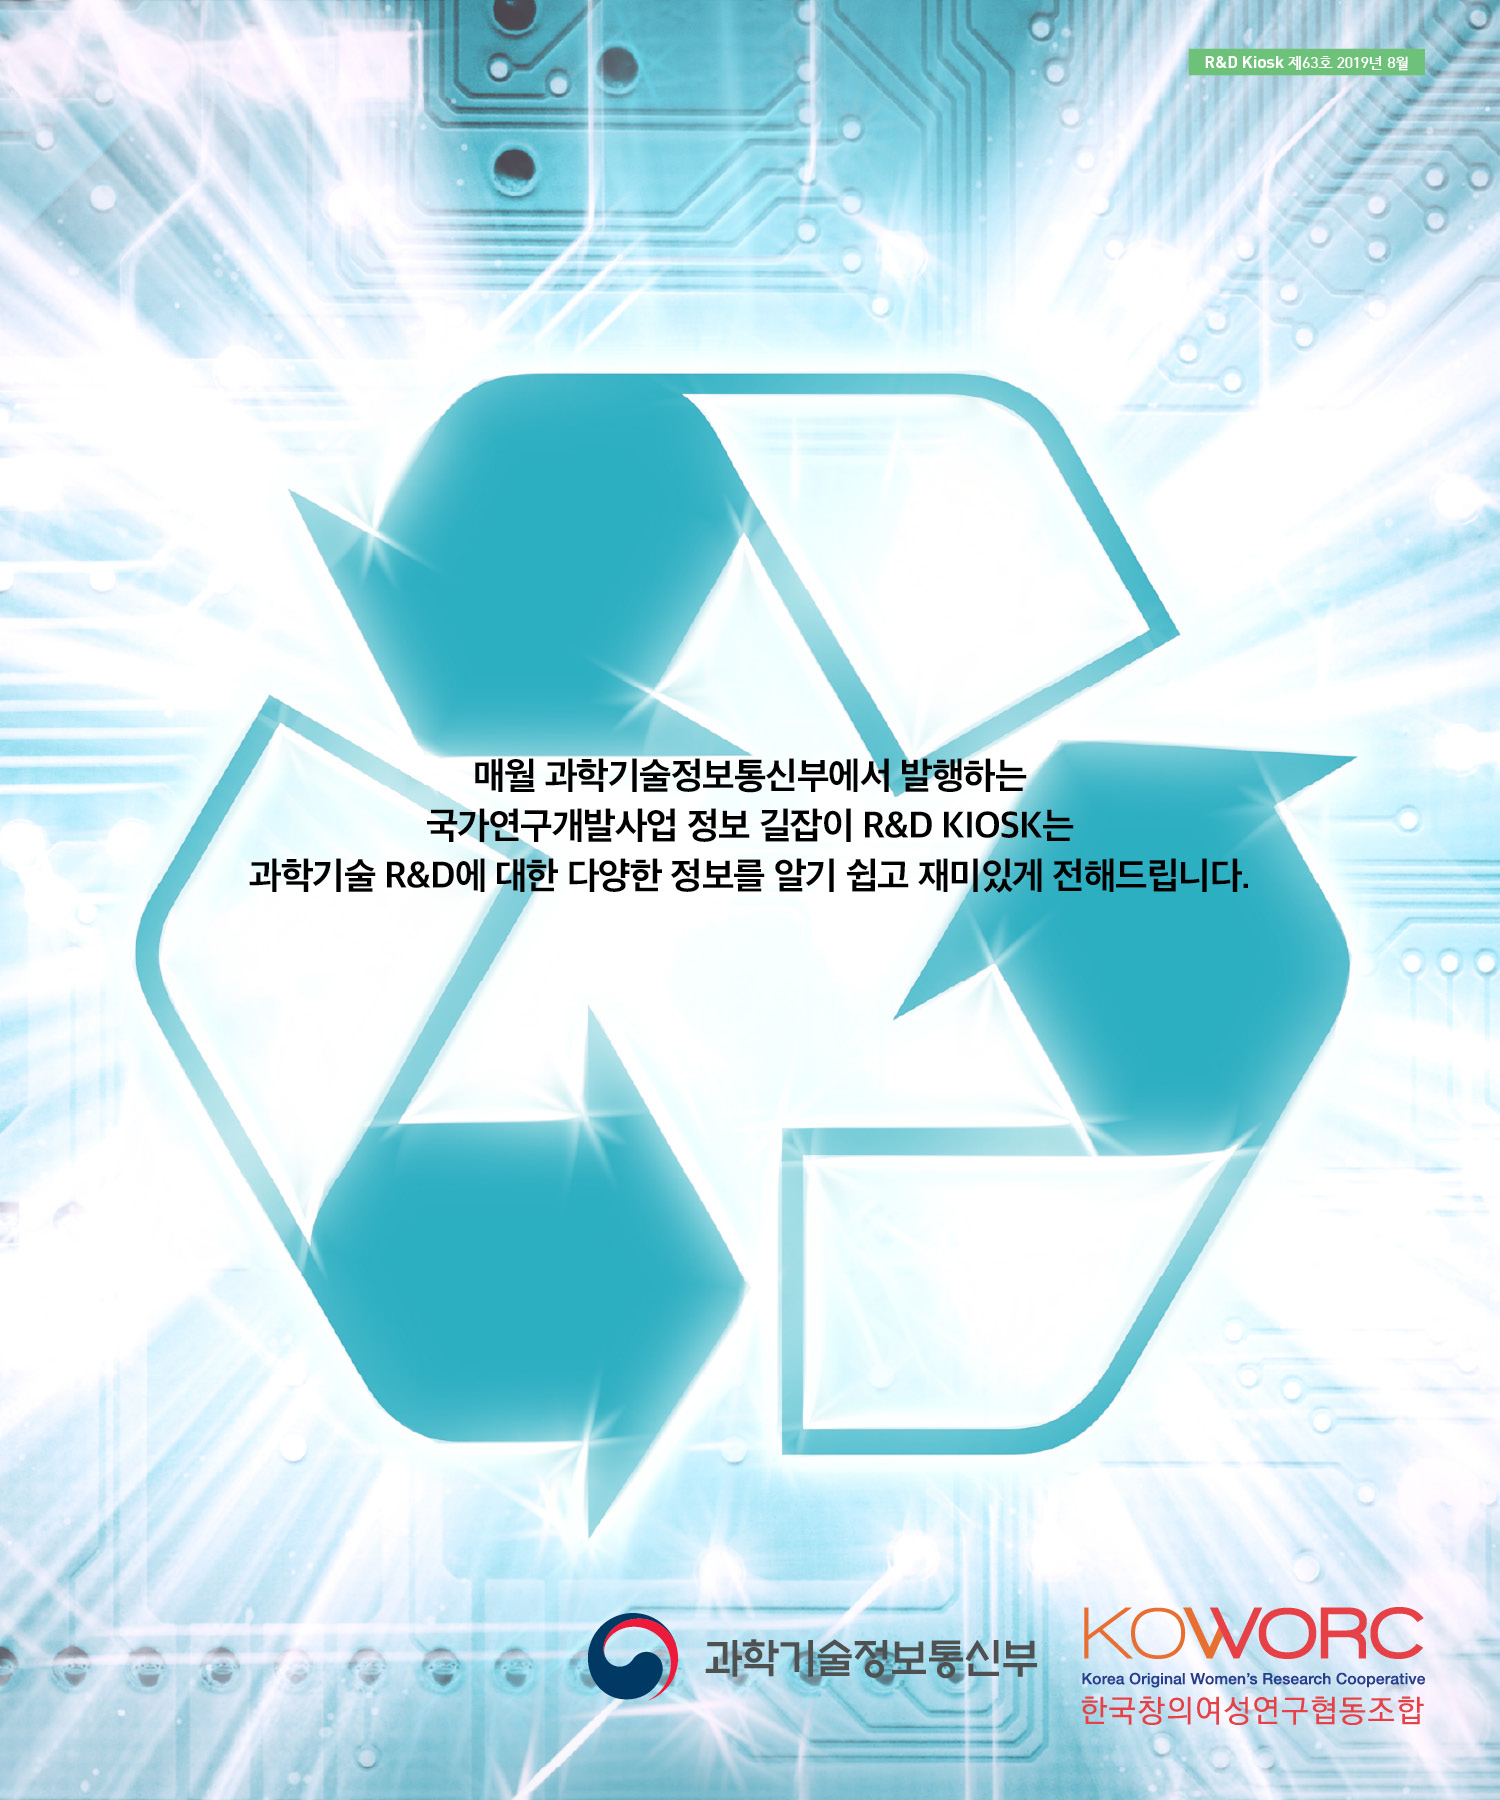 R&D Kiosk 제63호 2019년 8월
매월 과학기술정보통신부에서 발행하는
국가연구개발사업 정보 길잡이 R&D KIOSK는
과학기술 R&D에 대한 다양한 정보를 알기 쉽고 재미있게 전해드립니다.
과학기술정보통신부
KOWORC
Korea Original Women's Research Cooperative
한국창의여성연구협동조합